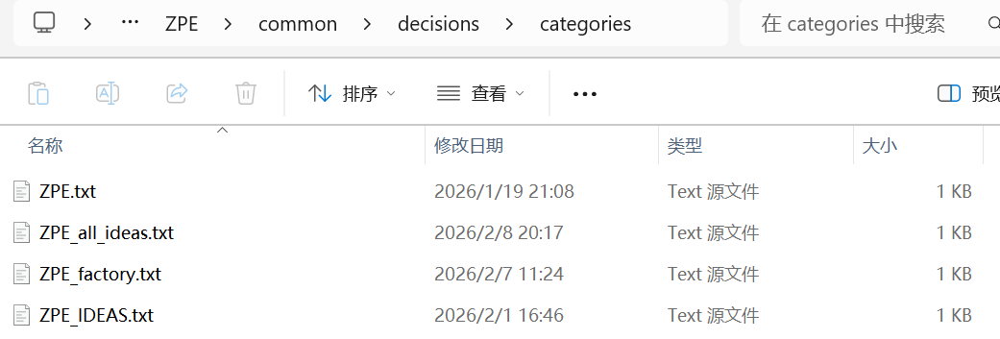 … ZPE common decisions categories 在 categories 中搜索
排序 查看 ••• 预览
名称 修改日期 类型 大小
ZPE.txt 2026/1/19 21:08 Text 源文件 1 KB
ZPE_all_ideas.txt 2026/2/8 20:17 Text 源文件 1 KB
ZPE_factory.txt 2026/2/7 11:24 Text 源文件 1 KB
ZPE_IDEAS.txt 2026/2/1 16:46 Text 源文件 1 KB